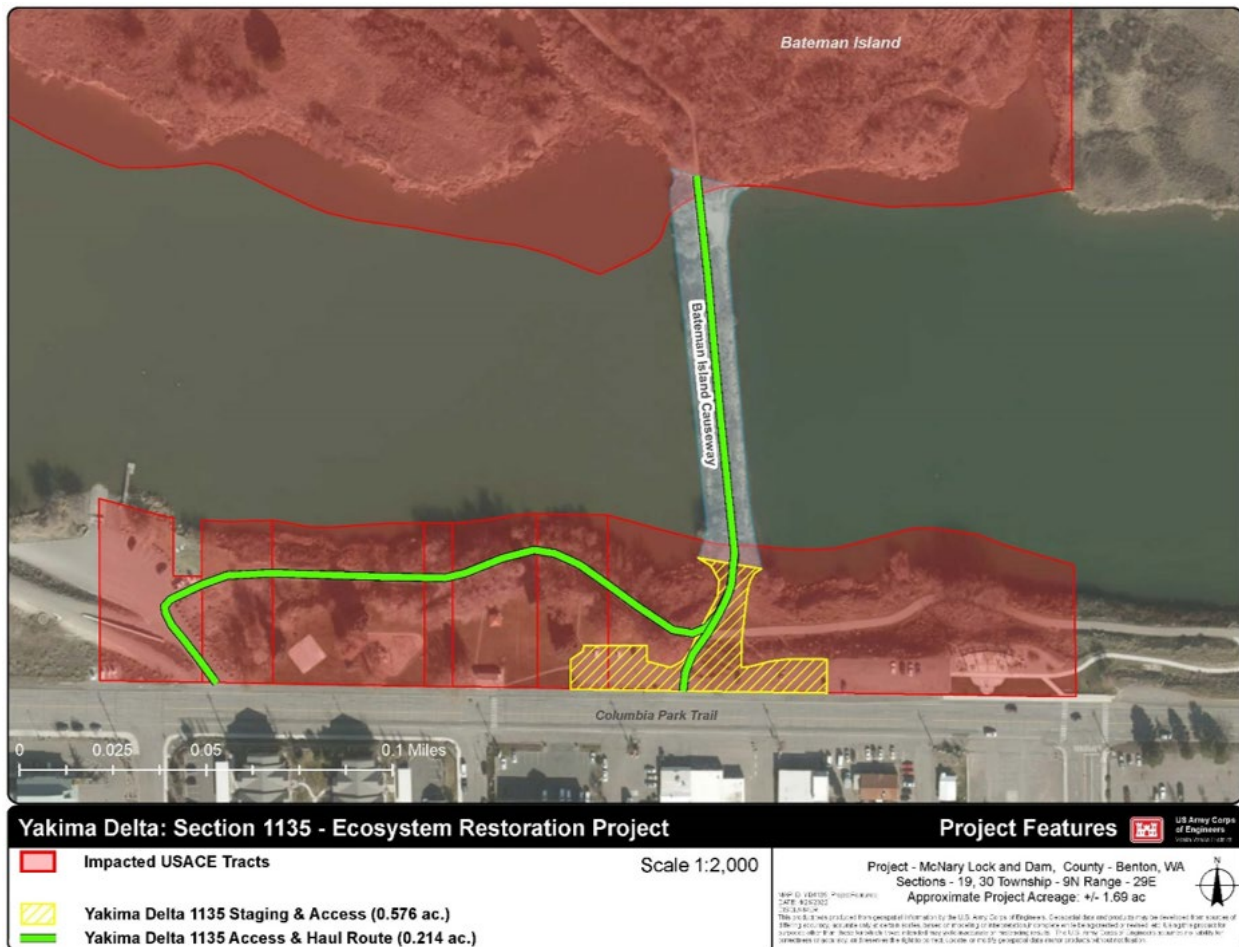 Bateman Island
Bateman Island Causeway
Columbia Park Trail
0 0.025 0.05 0.1 Miles
Yakima Delta: Section 1135 - Ecosystem Restoration Project
Project Features
US Army Corps
of Engineers
Impacted USACE Tracts
Scale 1:2,000
Yakima Delta 1135 Staging & Access (0.576 ac.)
Yakima Delta 1135 Access & Haul Route (0.214 ac.)
Project - McNary Lock and Dam, County - Benton, WA
Sections - 19, 30 Township - 9N Range - 29E
Approximate Project Acreage: +/- 1.69 ac
N